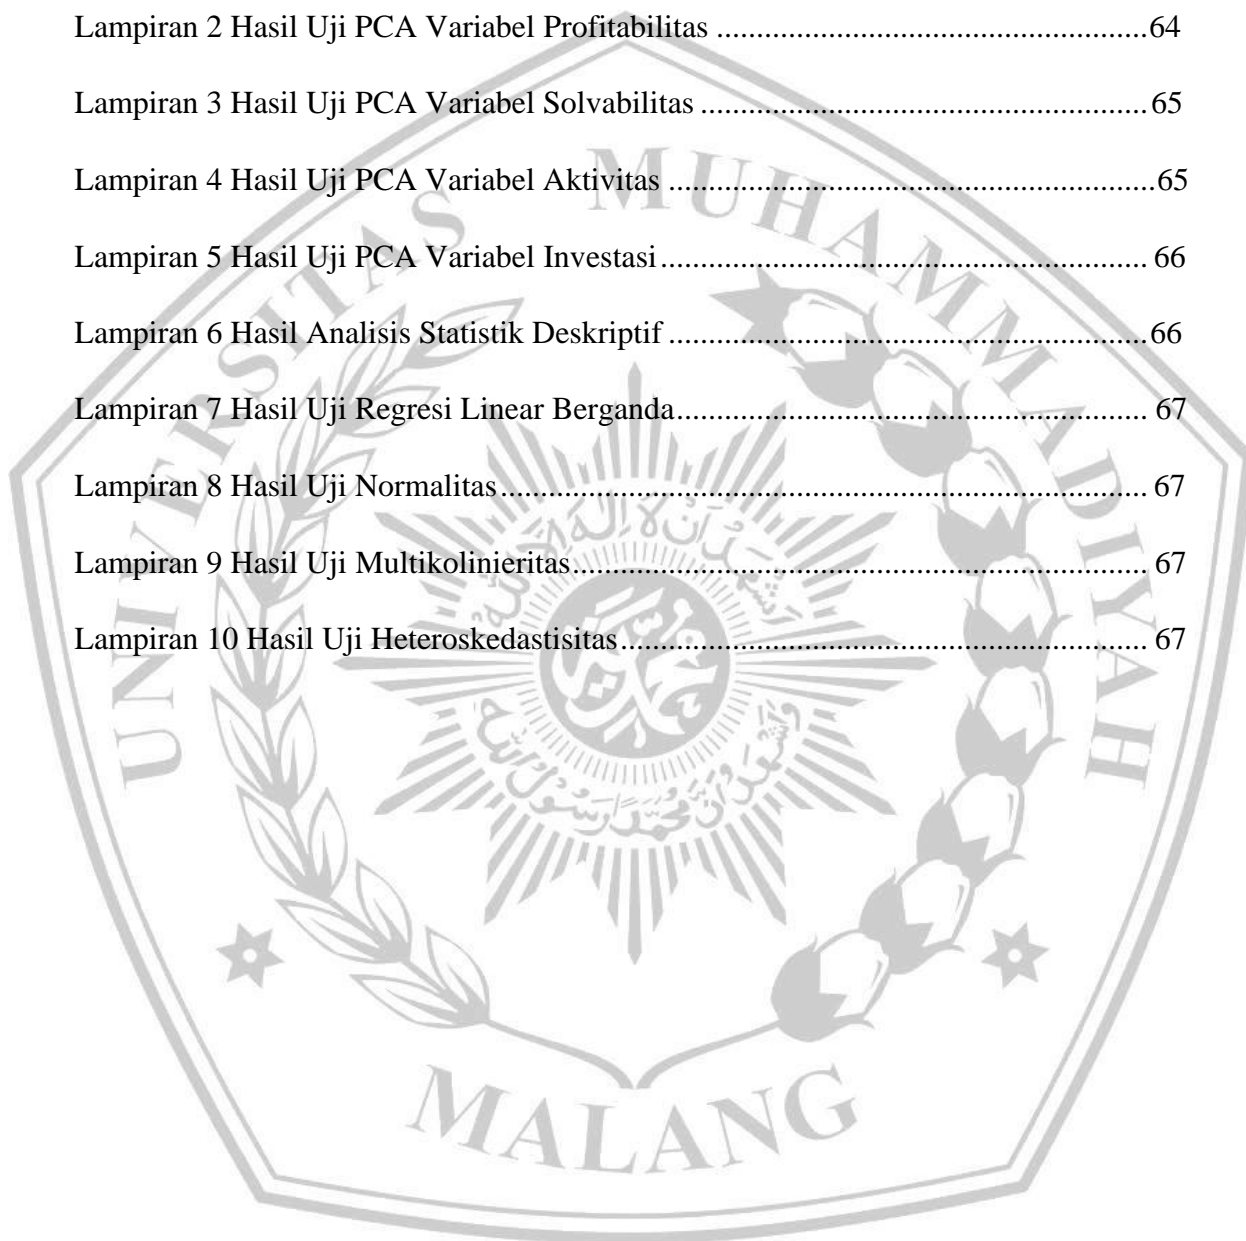 Lampiran 2 Hasil Uji PCA Variabel Profitabilitas ................................................64
Lampiran 3 Hasil Uji PCA Variabel Solvabilitas .................................................. 65
Lampiran 4 Hasil Uji PCA Variabel Aktivitas ......................................................65
Lampiran 5 Hasil Uji PCA Variabel Investasi ...................................................... 66
Lampiran 6 Hasil Analisis Statistik Deskriptif .....................................................66
Lampiran 7 Hasil Uji Regresi Linear Berganda.................................................... 67
Lampiran 8 Hasil Uji Normalitas ........................................................................ 67
Lampiran 9 Hasil Uji Multikolinieritas................................................................ 67
Lampiran 10 Hasil Uji Heteroskedastisitas.......................................................... 67
UNIVERSITAS MUHAMMADIYAH
MALANG